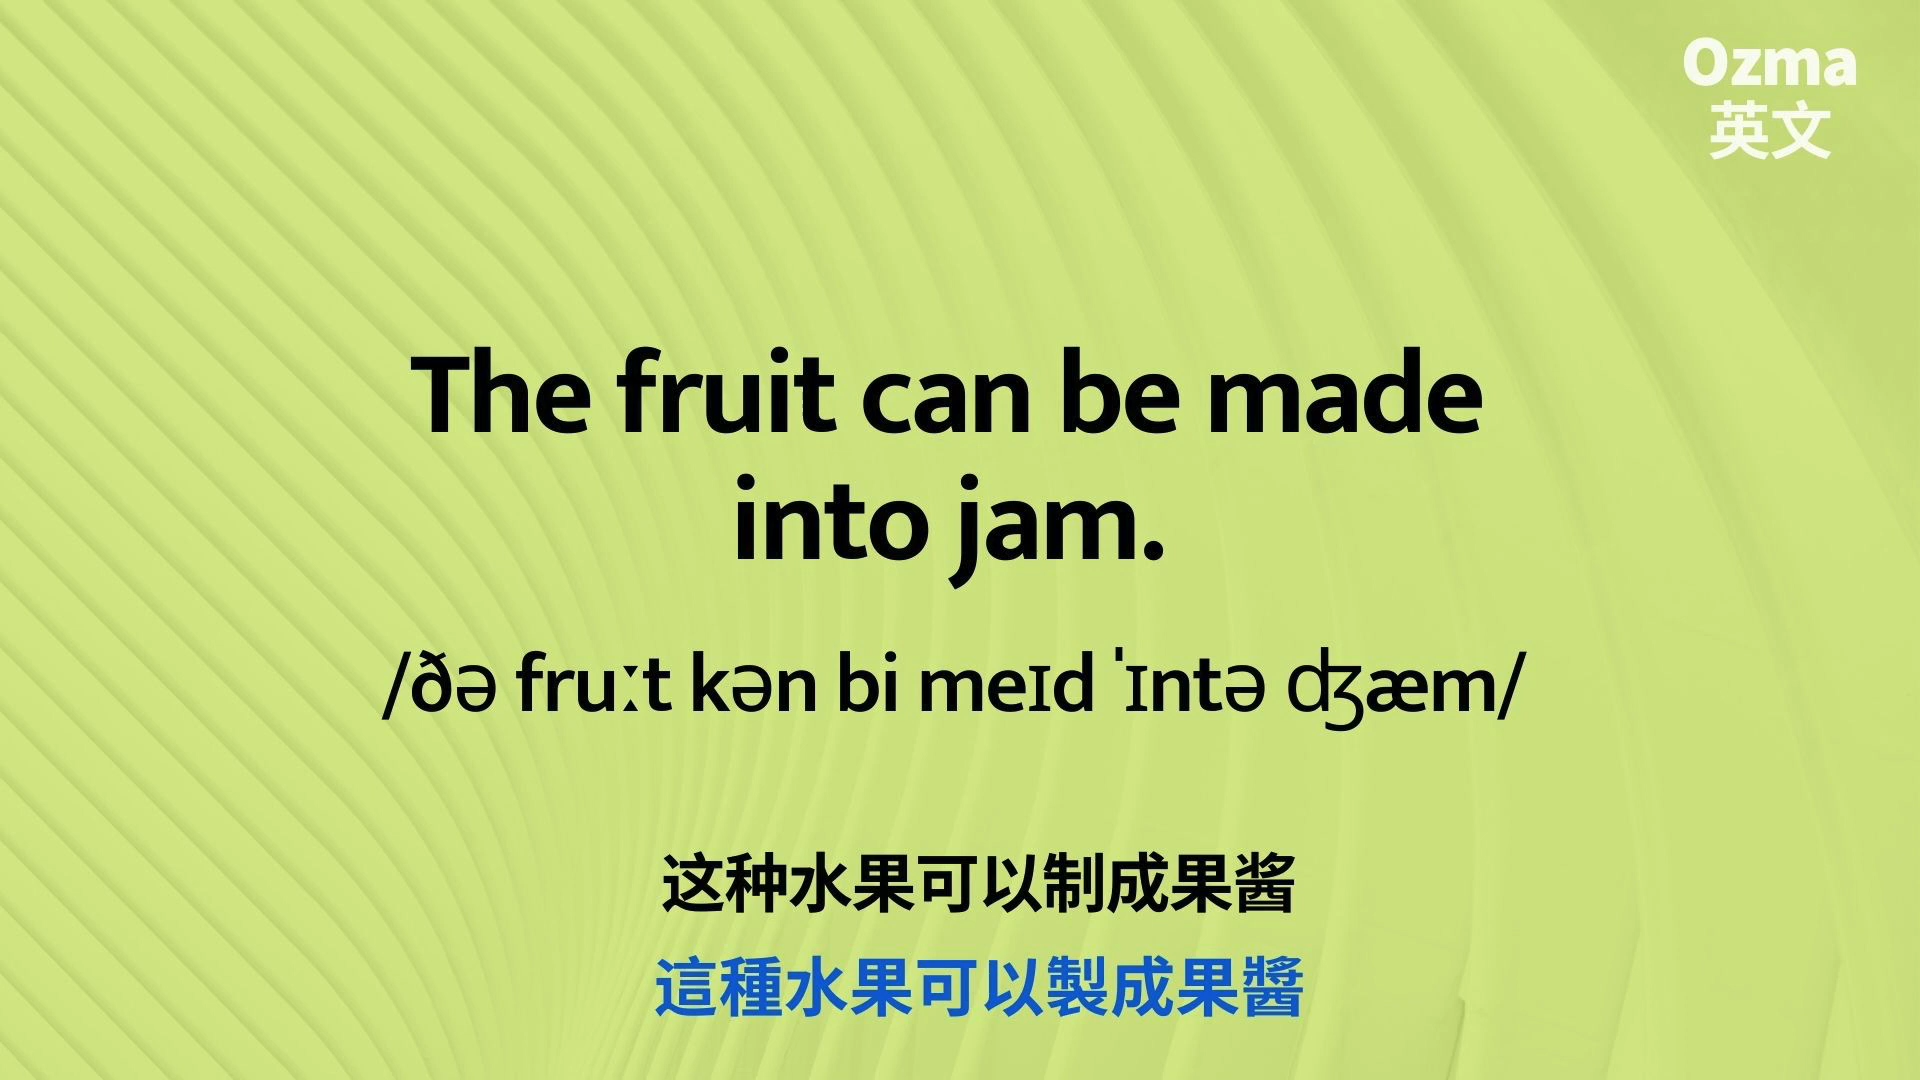 Ozma
英文
The fruit can be made
into jam.
/ðə fruːt kən bi meɪd ˈɪntə ʤæm/
这种水果可以制成果酱
這種水果可以製成果醬